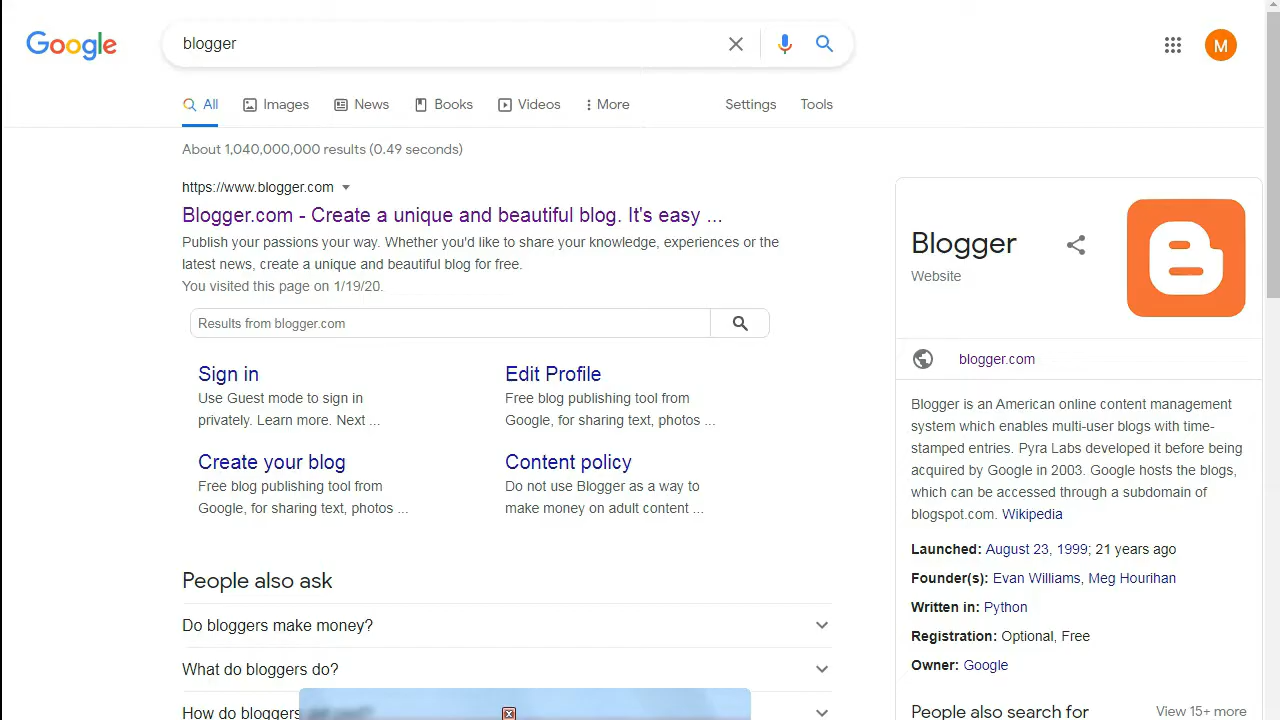 Google
blogger
M
All
Images
News
Books
Videos
More
Settings
Tools
About 1,040,000,000 results (0.49 seconds)
https://www.blogger.com
Blogger.com - Create a unique and beautiful blog. It's easy ...
Publish your passions your way. Whether you'd like to share your knowledge, experiences or the
latest news, create a unique and beautiful blog for free.
You visited this page on 1/19/20.
Results from blogger.com
Sign in
Use Guest mode to sign in
privately. Learn more. Next ...
Edit Profile
Free blog publishing tool from
Google, for sharing text, photos ...
Create your blog
Free blog publishing tool from
Google, for sharing text, photos ...
Content policy
Do not use Blogger as a way to
make money on adult content ...
People also ask
Do bloggers make money?
What do bloggers do?
How do bloggers
Blogger
Website
blogger.com
Blogger is an American online content management
system which enables multi-user blogs with time-
stamped entries. Pyra Labs developed it before being
acquired by Google in 2003. Google hosts the blogs,
which can be accessed through a subdomain of
blogspot.com. Wikipedia
Launched: August 23, 1999; 21 years ago
Founder(s): Evan Williams, Meg Hourihan
Written in: Python
Registration: Optional, Free
Owner: Google
People also search for
View 15+ more